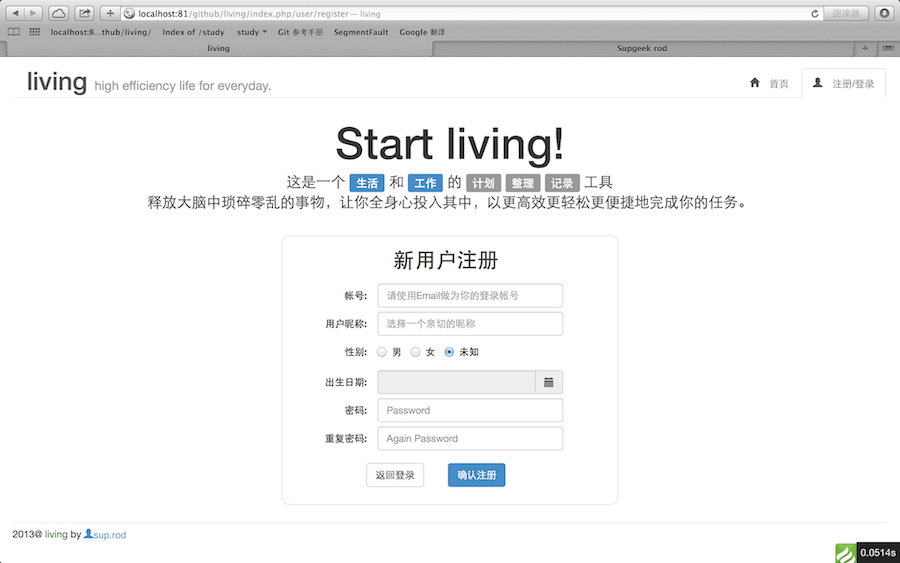 localhost:81/github/living/index.php/user/register — living
阅读器
localhost:8...thub/living/ Index of /study study Git 参考手册 SegmentFault Google 翻译
living Supgeek rod
living high efficiency life for everyday. 首页 注册/登录
Start living!
这是一个 生活 和 工作 的 计划 整理 记录 工具
释放大脑中琐碎零乱的事物，让你全身心投入其中，以更高效更轻松更便捷地完成你的任务。
新用户注册
帐号: 请使用Email做为你的登录帐号
用户昵称: 选择一个亲切的昵称
性别: 男 女 未知
出生日期:
密码: Password
重复密码: Again Password
返回登录 确认注册
2013@ living by sup.rod
0.0514s